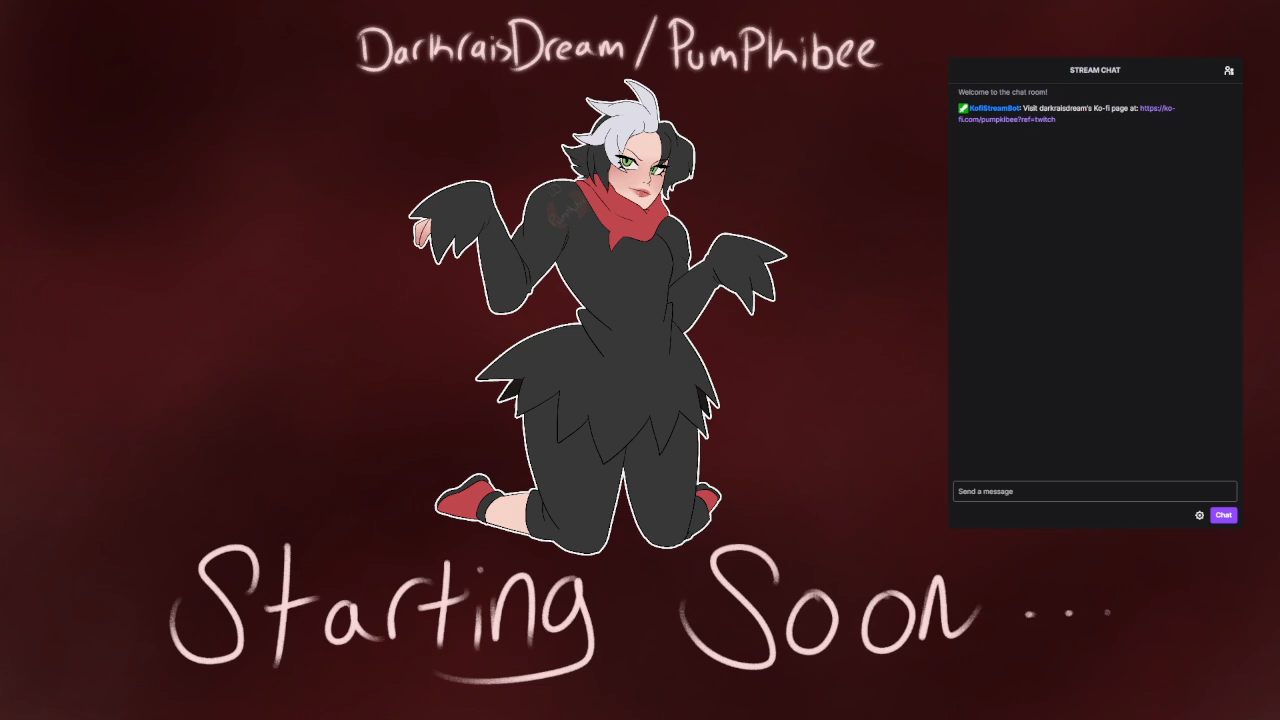 DarkraisDream/PumPkibee
STREAM CHAT
Welcome to the chat room!
KofiStreamBot: Visit darkraisdream's Ko-fi page at: https://ko-
fi.com/pumpkibee?ref=twitch
Send a message
Chat
Starting Soon...